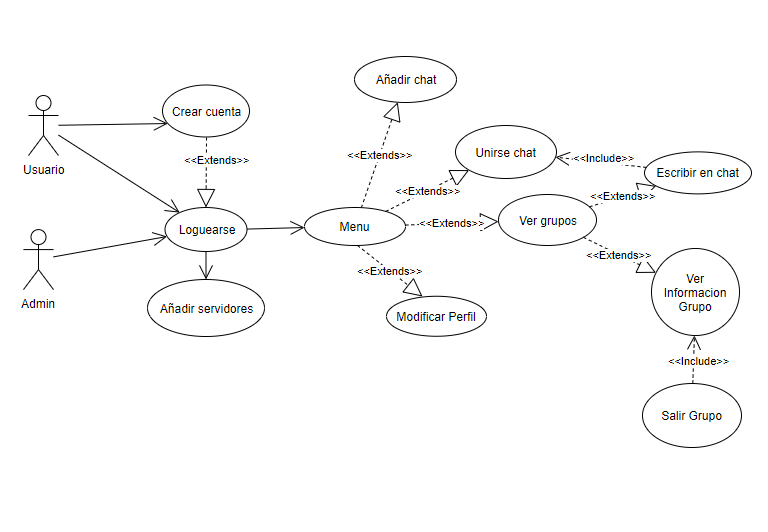 Añadir chat
Crear cuenta
Usuario
<<Extends>>
<<Extends>>
Unirse chat
<<Include>>
Escribir en chat
<<Extends>>
<<Extends>>
Loguearse
Menu
<<Extends>>
Ver grupos
Admin
<<Extends>>
<<Extends>>
Ver
Informacion
Grupo
Añadir servidores
Modificar Perfil
<<Include>>
Salir Grupo